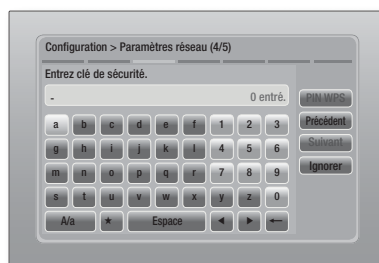 Configuration > Paramètres réseau (4/5)
Entrez clé de sécurité.
- 0 entré. PIN WPS
a b c d e f 1 2 3 Précédent
g h i j k l 4 5 6 Suivant
m n o p q r 7 8 9 Ignorer
s t u v w x y z 0
A/a ★ Espace ◀ ▶ ←